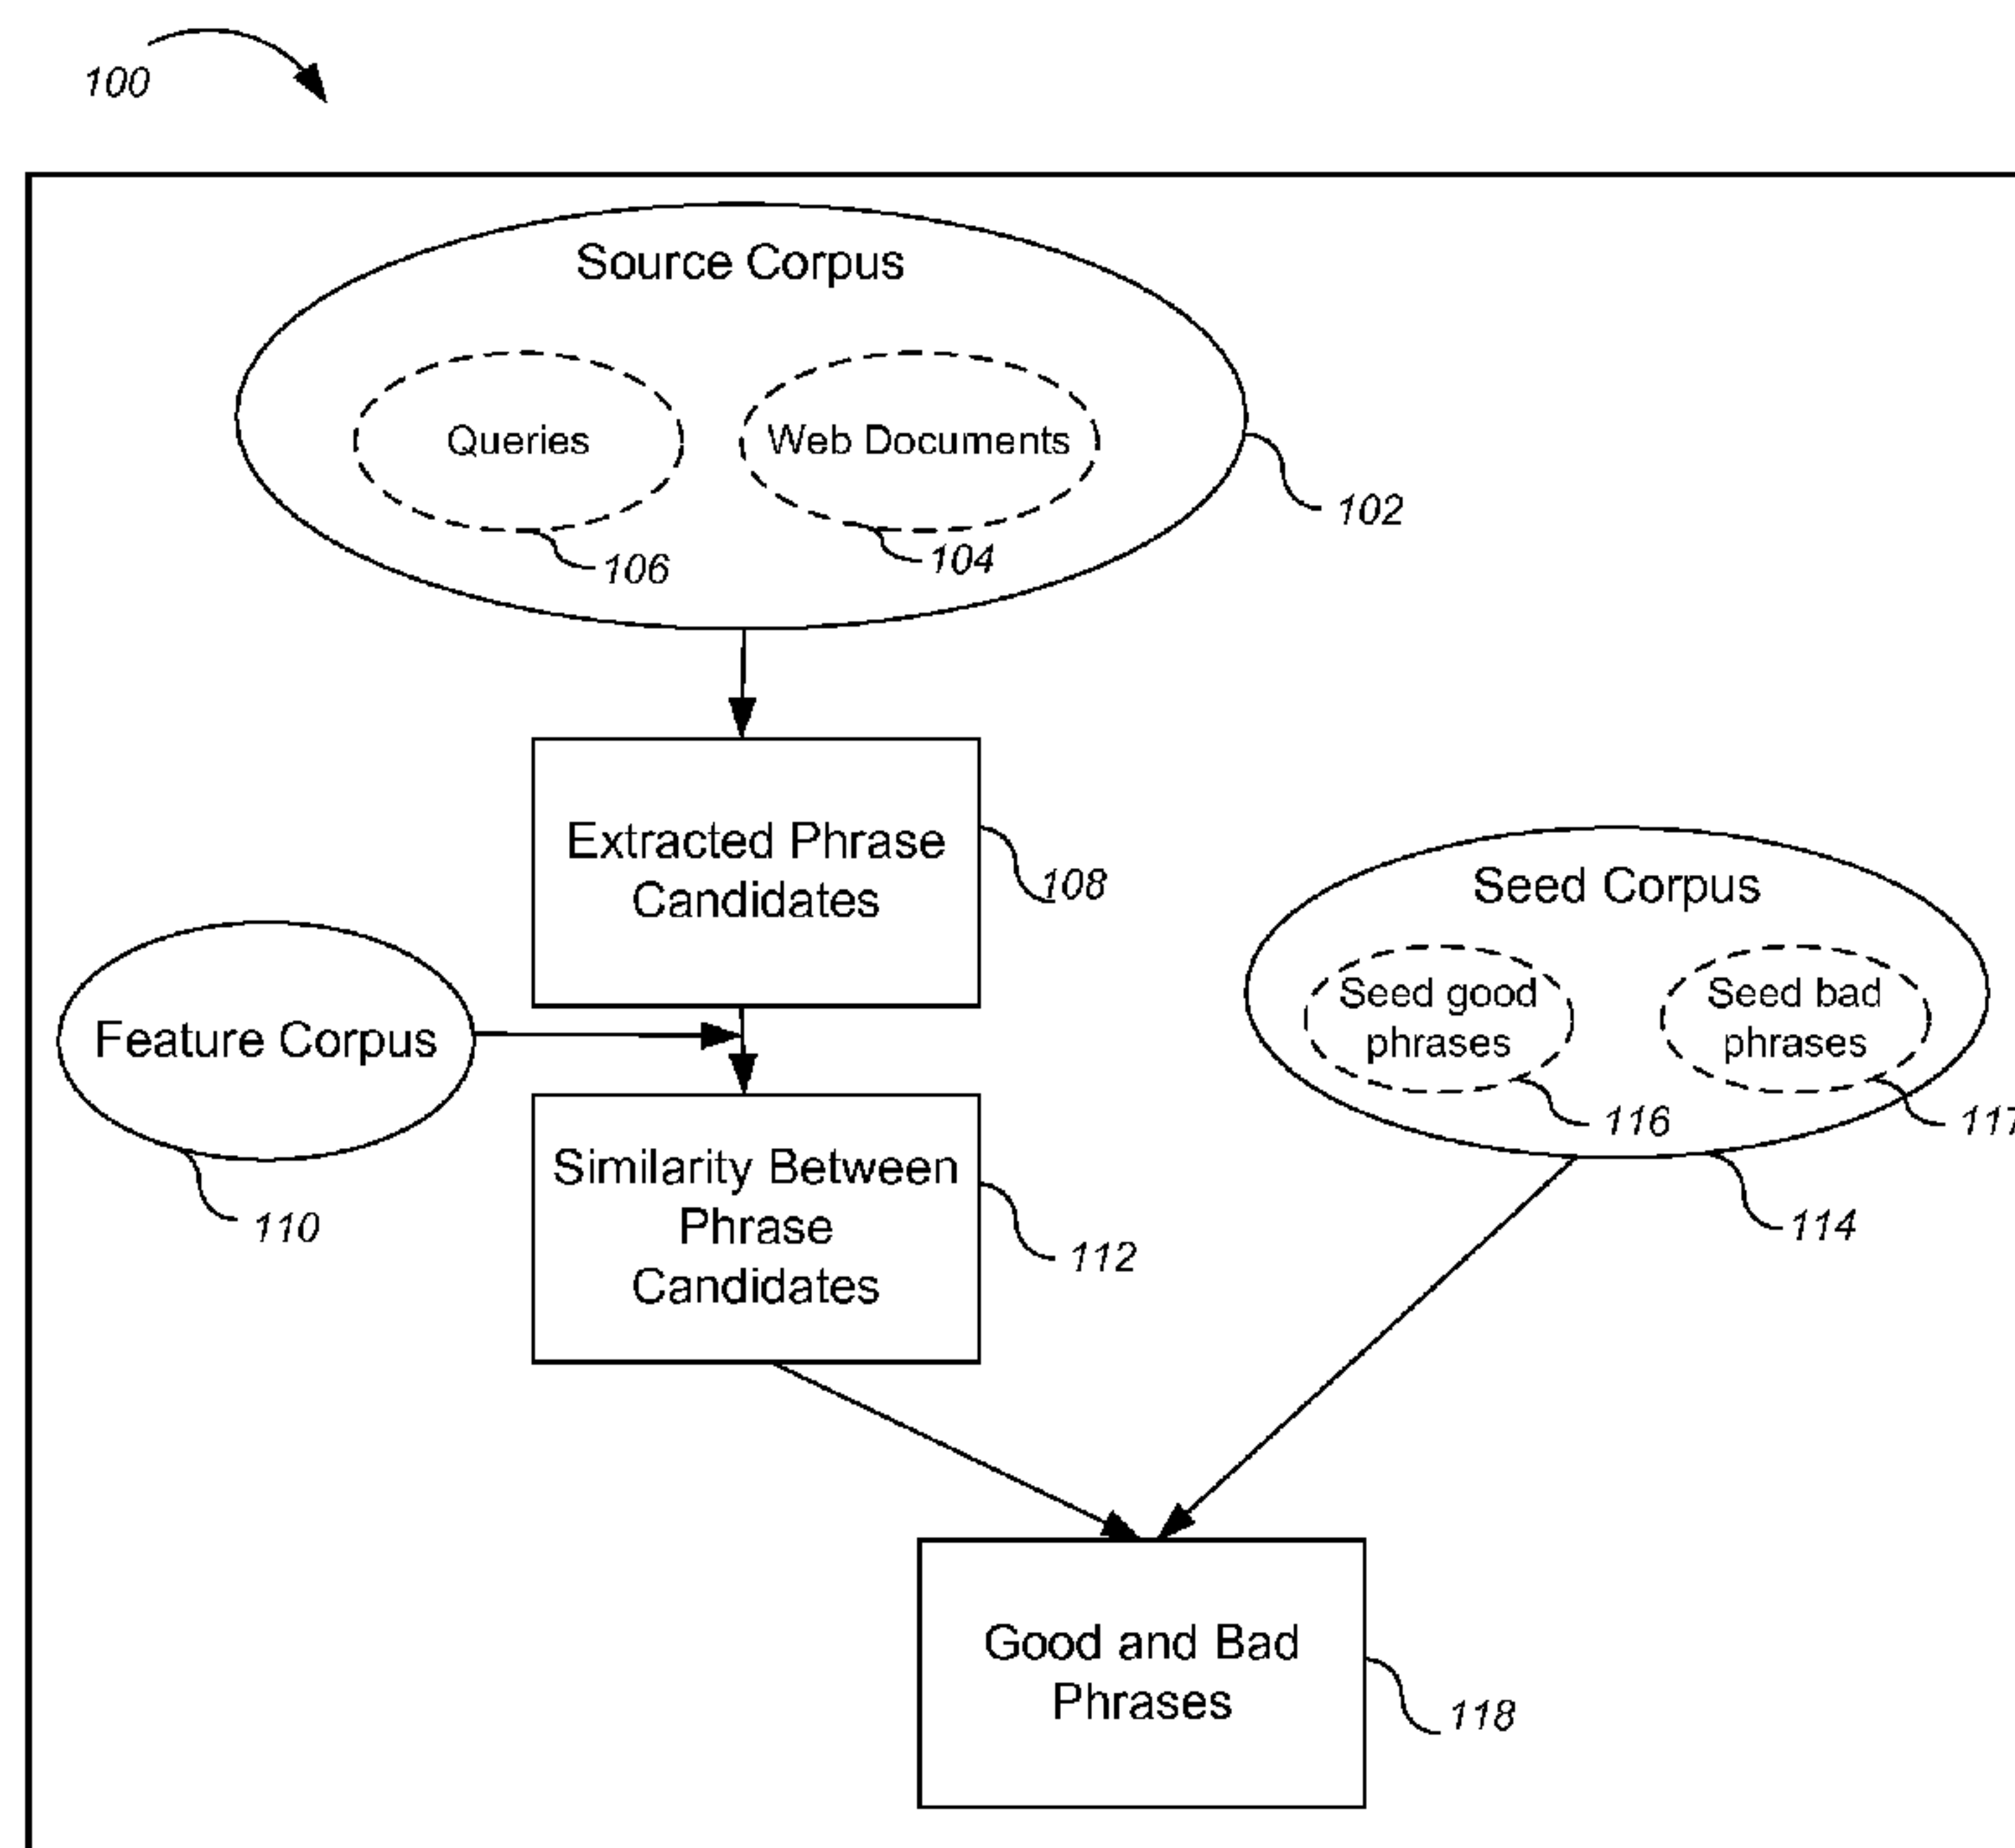 100
Source Corpus
Queries
Web Documents
102
106
104
Extracted Phrase
Candidates
108
Seed Corpus
Seed good
phrases
Seed bad
phrases
Feature Corpus
116
117
110
Similarity Between
Phrase
Candidates
112
114
Good and Bad
Phrases
118